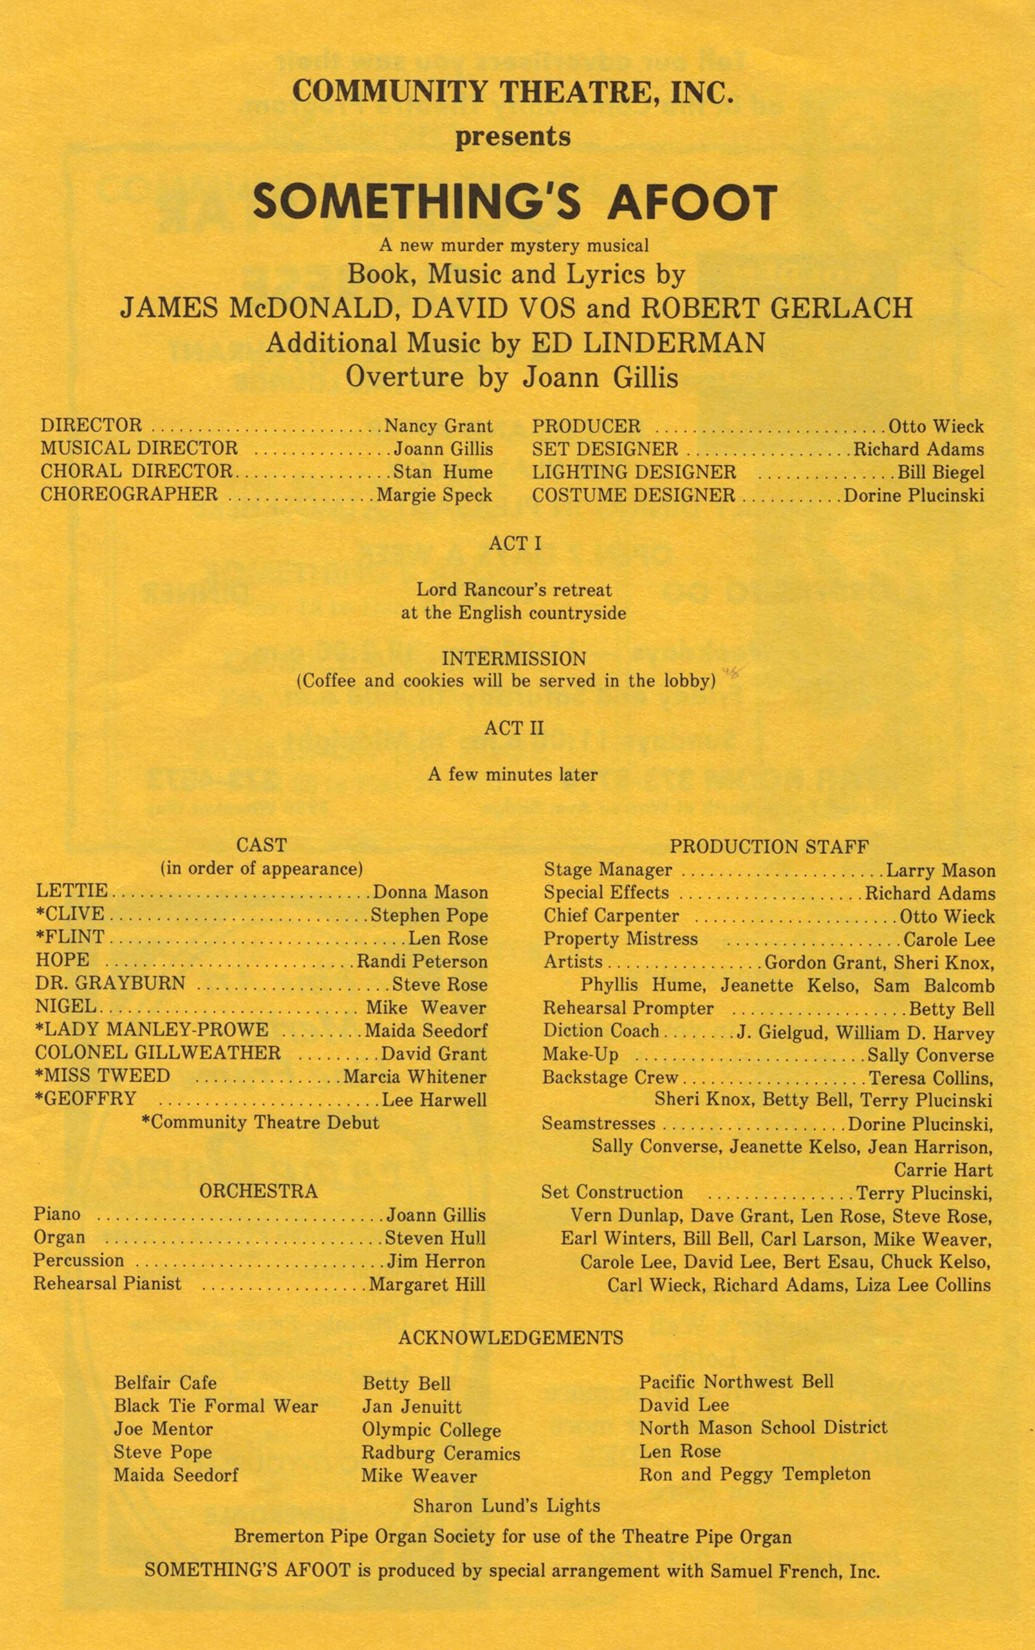 COMMUNITY THEATRE, INC.
presents
SOMETHING'S AFOOT
A new murder mystery musical
Book, Music and Lyrics by
JAMES McDONALD, DAVID VOS and ROBERT GERLACH
Additional Music by ED LINDERMAN
Overture by Joann Gillis
DIRECTOR ......................... Nancy Grant
MUSICAL DIRECTOR ............... Joann Gillis
CHORAL DIRECTOR................. Stan Hume
CHOREOGRAPHER ................ Margie Speck
PRODUCER ......................... Otto Wieck
SET DESIGNER .................. Richard Adams
LIGHTING DESIGNER ............... Bill Biegel
COSTUME DESIGNER ........... Dorine Plucinski
ACT I
Lord Rancour's retreat
at the English countryside
INTERMISSION
(Coffee and cookies will be served in the lobby)
ACT II
A few minutes later
CAST
(in order of appearance)
LETTIE............................ Donna Mason
*CLIVE ............................ Stephen Pope
*FLINT ................................ Len Rose
HOPE ........................... Randi Peterson
DR. GRAYBURN ..................... Steve Rose
NIGEL............................ Mike Weaver
*LADY MANLEY-PROWE ......... Maida Seedorf
COLONEL GILLWEATHER ......... David Grant
*MISS TWEED ................ Marcia Whitener
*GEOFFRY ........................ Lee Harwell
*Community Theatre Debut
ORCHESTRA
Piano ............................... Joann Gillis
Organ .............................. Steven Hull
Percussion ........................... Jim Herron
Rehearsal Pianist .................. Margaret Hill
PRODUCTION STAFF
Stage Manager ...................... Larry Mason
Special Effects .................... Richard Adams
Chief Carpenter ...................... Otto Wieck
Property Mistress ................... Carole Lee
Artists ................. Gordon Grant, Sheri Knox,
Phyllis Hume, Jeanette Kelso, Sam Balcomb
Rehearsal Prompter ................... Betty Bell
Diction Coach ........ J. Gielgud, William D. Harvey
Make-Up ......................... Sally Converse
Backstage Crew .................... Teresa Collins,
Sheri Knox, Betty Bell, Terry Plucinski
Seamstresses .................... Dorine Plucinski,
Sally Converse, Jeanette Kelso, Jean Harrison,
Carrie Hart
Set Construction ................ Terry Plucinski,
Vern Dunlap, Dave Grant, Len Rose, Steve Rose,
Earl Winters, Bill Bell, Carl Larson, Mike Weaver,
Carole Lee, David Lee, Bert Esau, Chuck Kelso,
Carl Wieck, Richard Adams, Liza Lee Collins
ACKNOWLEDGEMENTS
Belfair Cafe
Black Tie Formal Wear
Joe Mentor
Steve Pope
Maida Seedorf
Betty Bell
Jan Jenuitt
Olympic College
Radburg Ceramics
Mike Weaver
Pacific Northwest Bell
David Lee
North Mason School District
Len Rose
Ron and Peggy Templeton
Sharon Lund's Lights
Bremerton Pipe Organ Society for use of the Theatre Pipe Organ
SOMETHING'S AFOOT is produced by special arrangement with Samuel French, Inc.